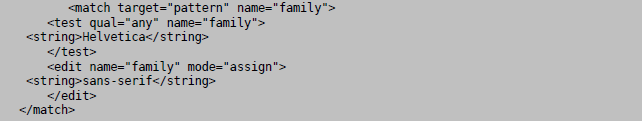 <match target="pattern" name="family">
<test qual="any" name="family">
<string>Helvetica</string>
</test>
<edit name="family" mode="assign">
<string>sans-serif</string>
</edit>
</match>